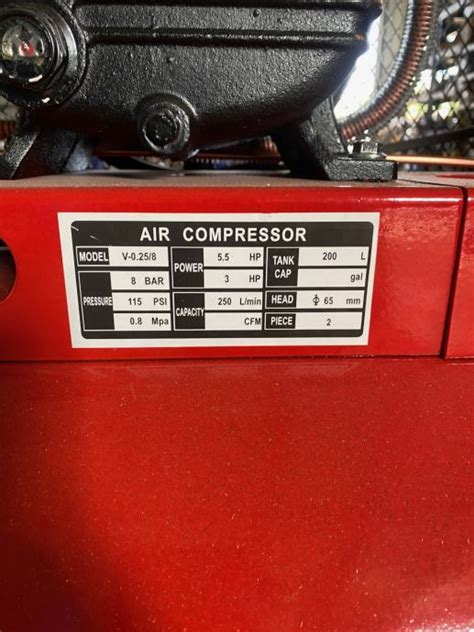 AIR COMPRESSOR
MODEL V-0.25/8 POWER 5.5 HP TANK CAP 200 L
PRESSURE 8 BAR 3 HP gal
115 PSI CAPACITY 250 L/min HEAD ϕ 65 mm
0.8 Mpa CFM PIECE 2